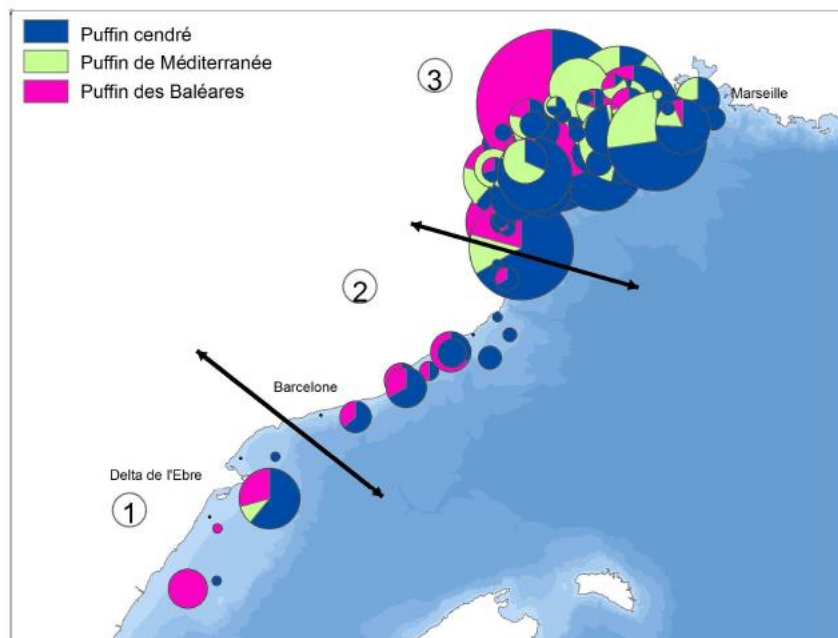 Puffin cendré
Puffin de Méditerranée
Puffin des Baléares
3
Marseille
2
Barcelone
Delta de l'Ebre
1